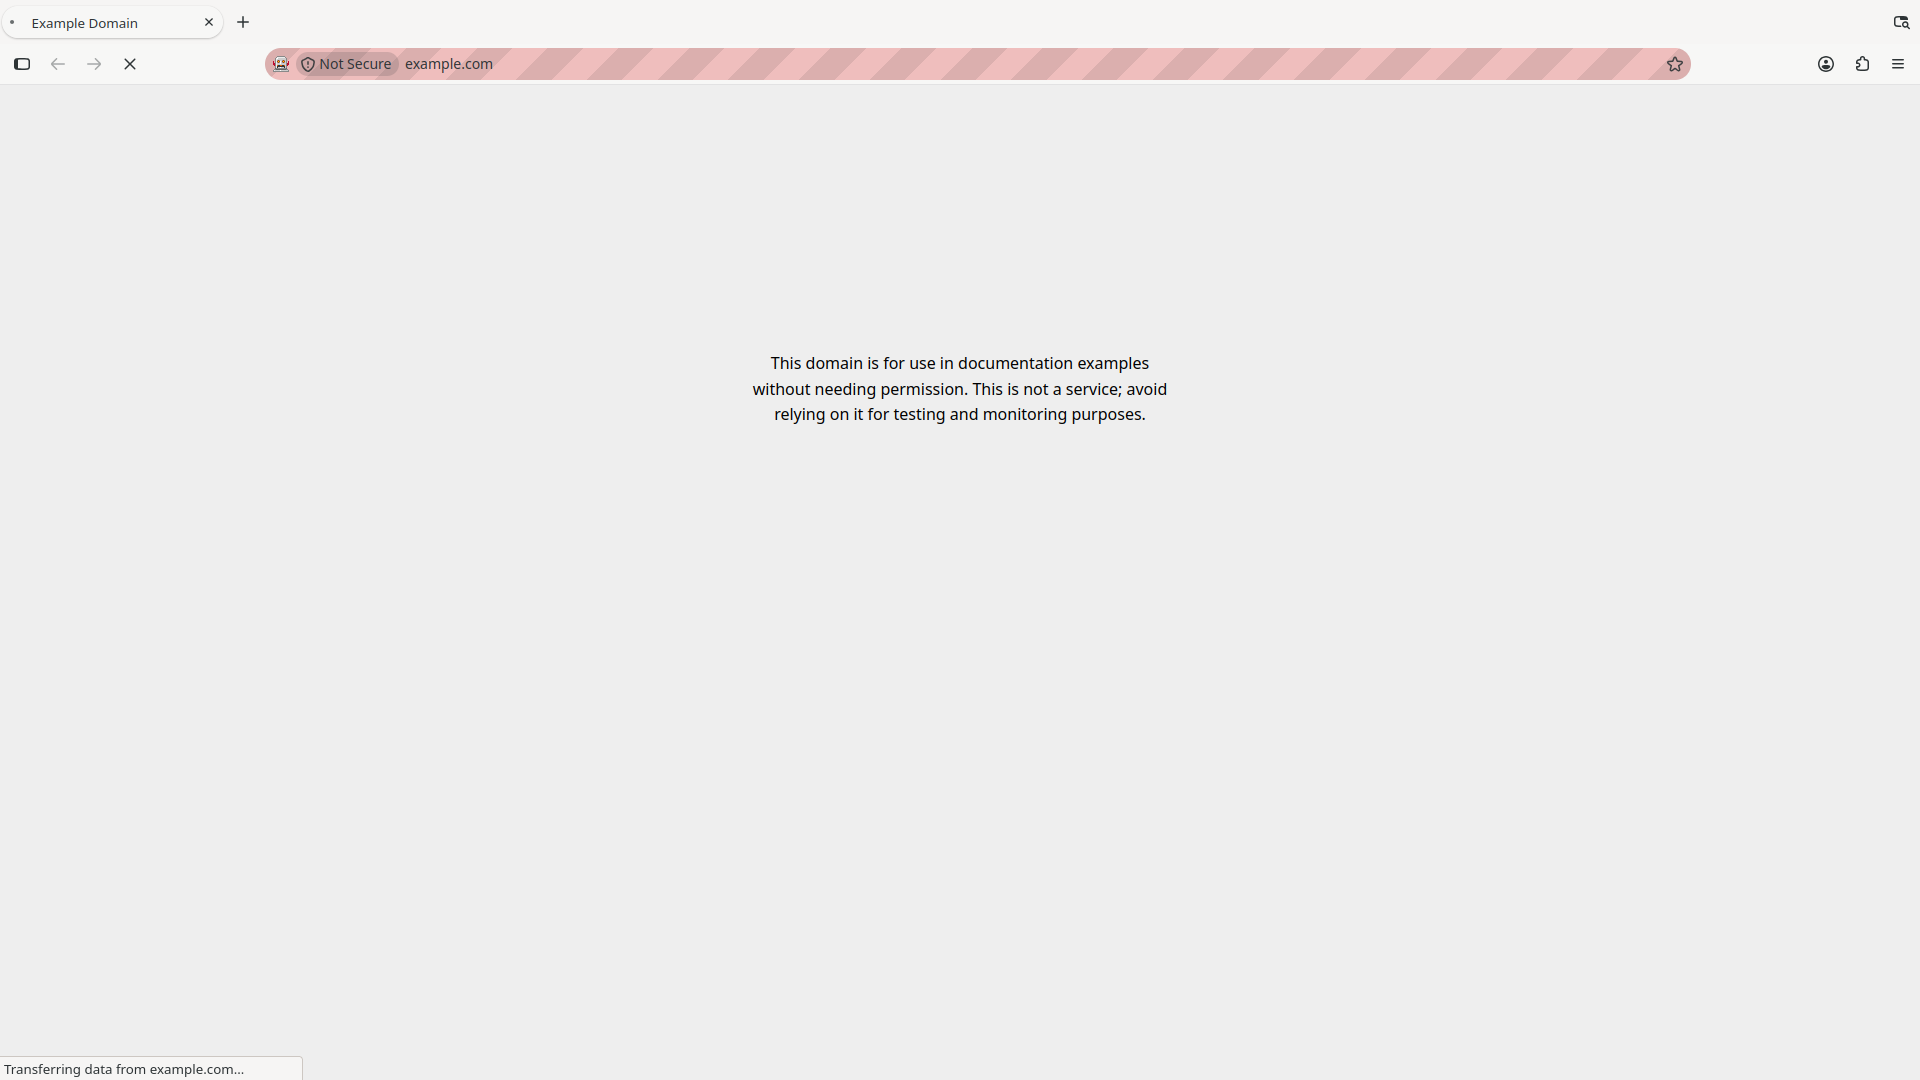 Example Domain
Not Secure example.com
This domain is for use in documentation examples
without needing permission. This is not a service; avoid
relying on it for testing and monitoring purposes.
Transferring data from example.com...